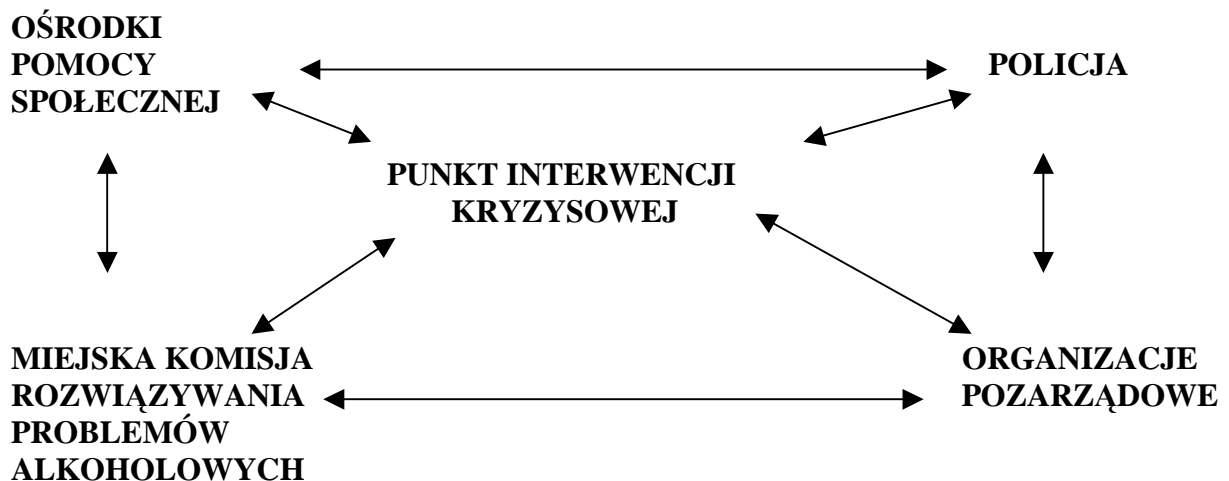 OŚRODKI
POMOCY
SPOŁECZNEJ
POLICJA
PUNKT INTERWENCJI
KRYZYSOWEJ
MIEJSKA KOMISJA
ROZWIĄZYWANIA
PROBLEMÓW
ALKOHOLOWYCH
ORGANIZACJE
POZARZĄDOWE